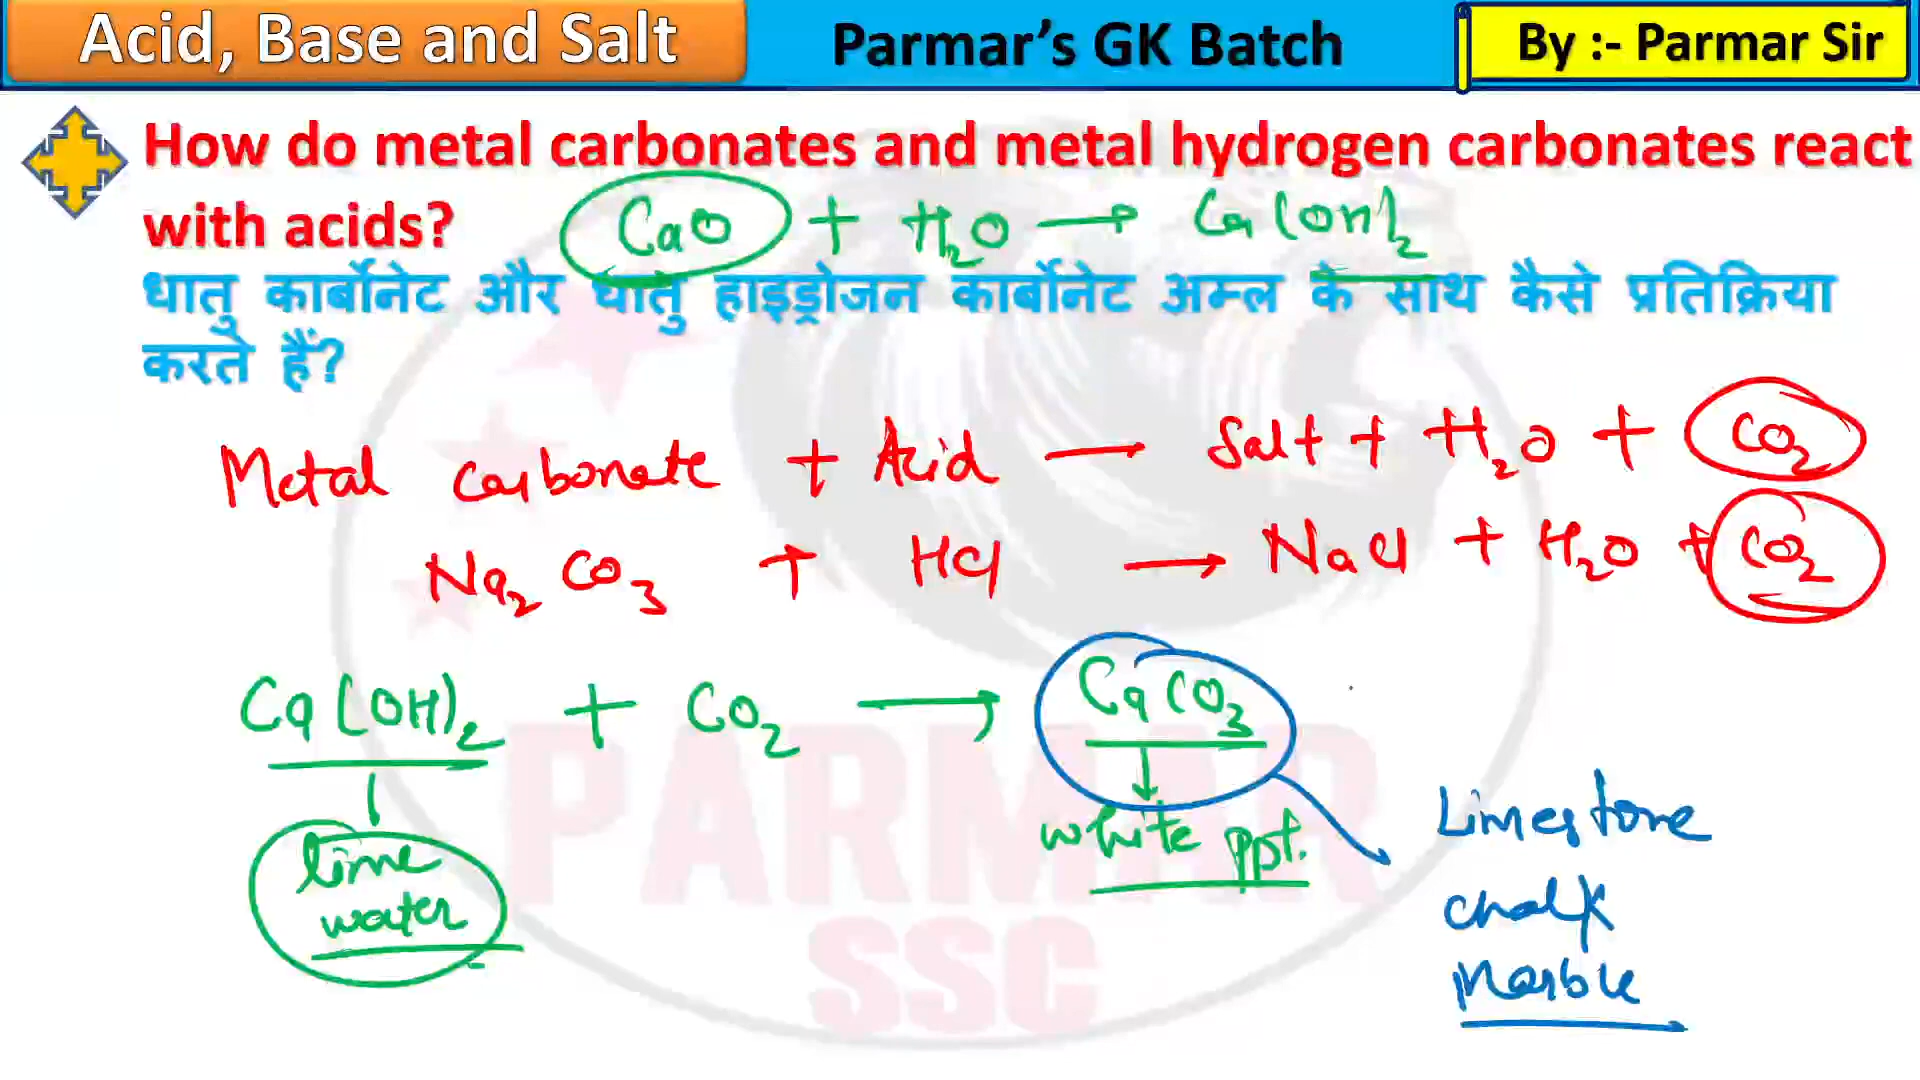 Acid, Base and Salt
Parmar's GK Batch
By :- Parmar Sir
How do metal carbonates and metal hydrogen carbonates react
with acids?
CaO + H₂O → Ca(OH)₂
धातु कार्बोनेट और धातु हाइड्रोजन कार्बोनेट अम्ल के साथ कैसे प्रतिक्रिया
करते हैं?
Metal carbonate + Acid → Salt + H₂O + CO₂
Na₂CO₃ + HCl → NaCl + H₂O + CO₂
Ca(OH)₂ + CO₂ → CaCO₃
lime
water
white ppt.
Limestone
chalk
Marble
PARMAR
SSC